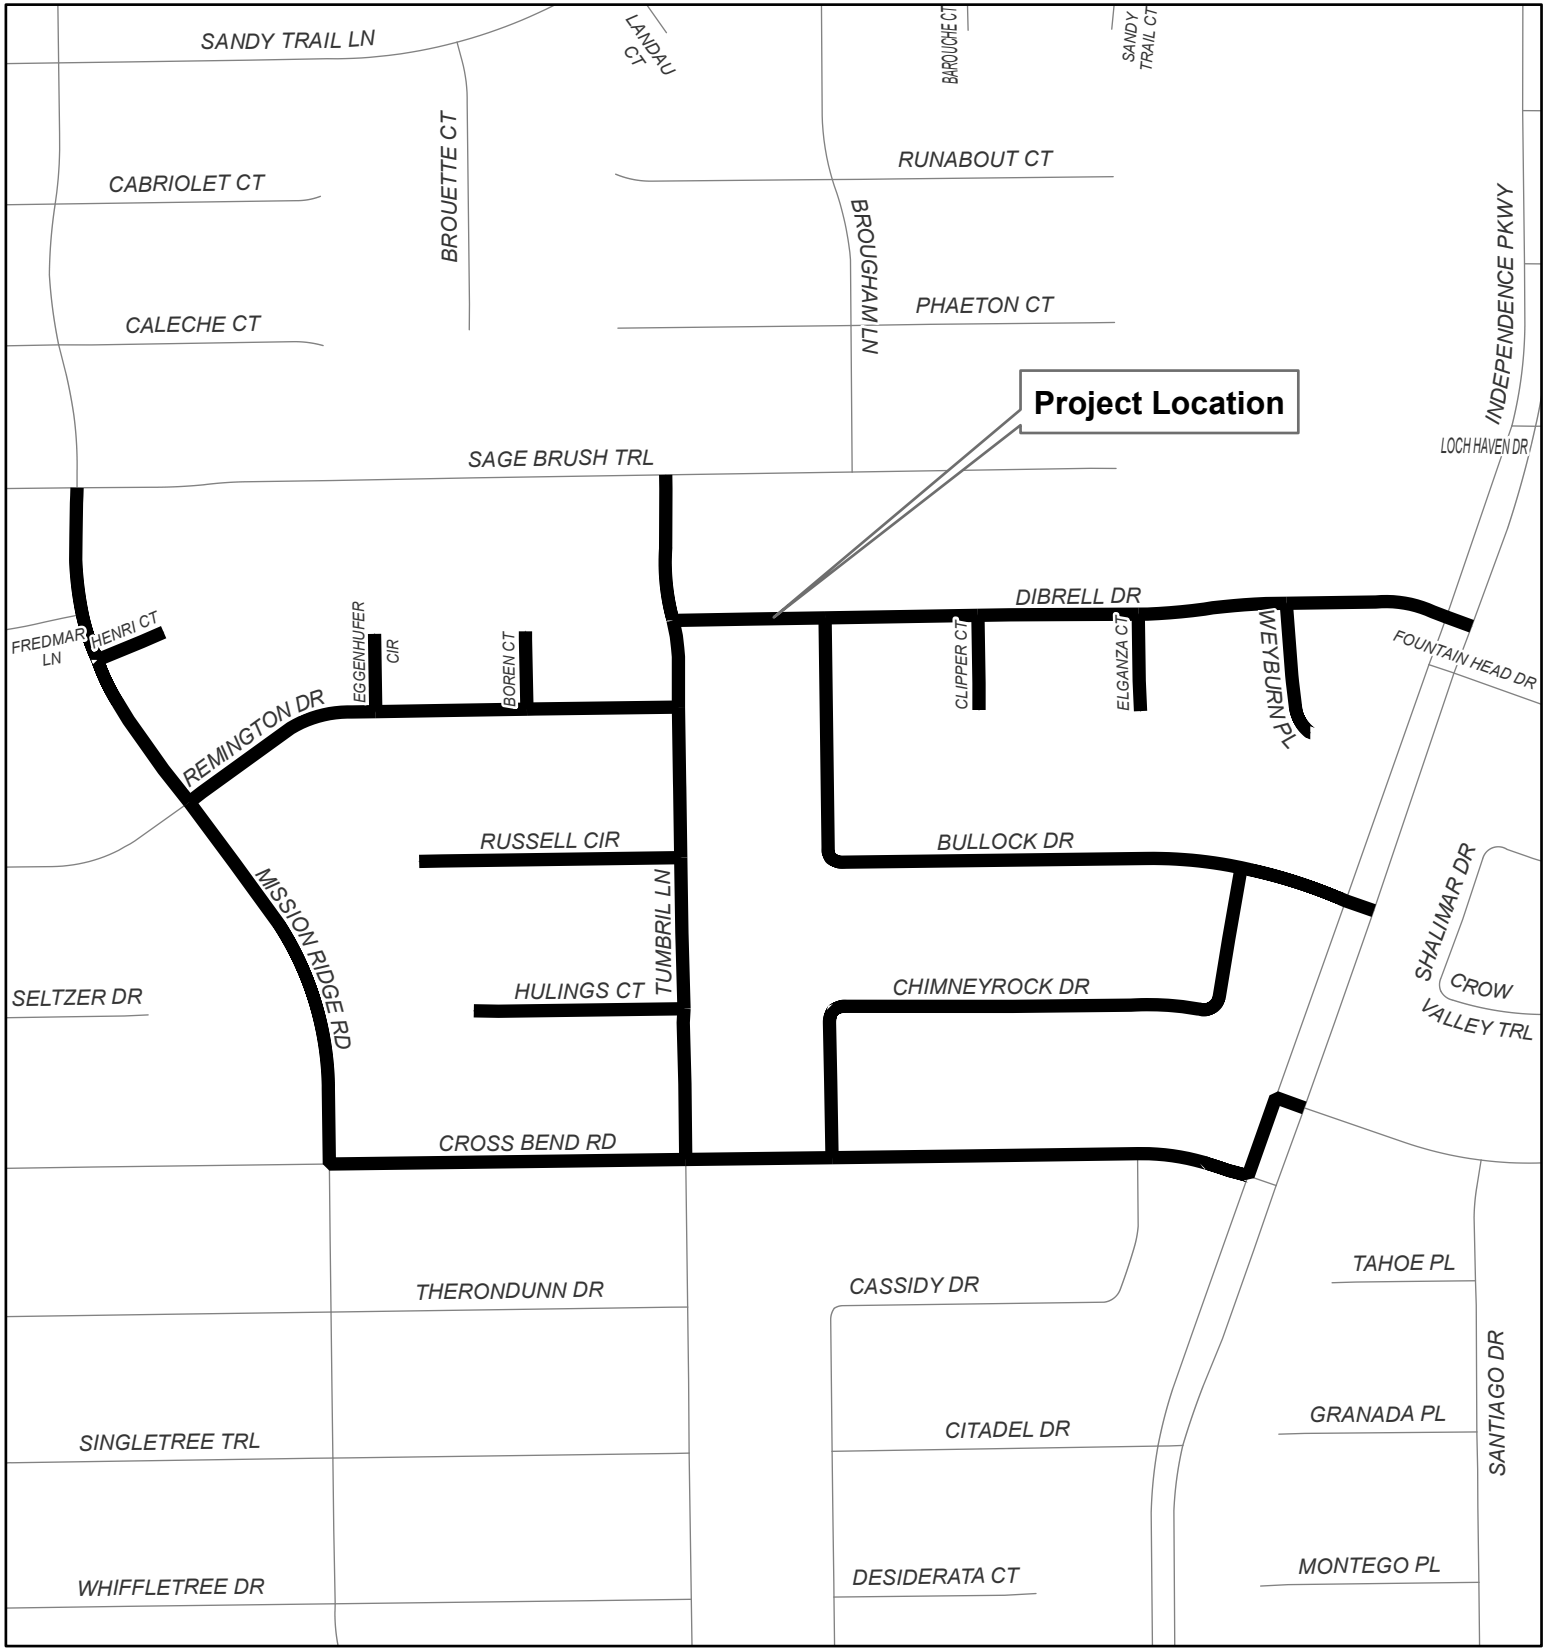 SANDY TRAIL LN
LANDAU
CT
BAROUCHE CT
SANDY
TRAIL CT
BROUETTE CT
CABRIOLET CT
RUNABOUT CT
BROUGHAM LN
INDEPENDENCE PKWY
CALECHE CT
PHAETON CT
Project Location
SAGE BRUSH TRL
LOCH HAVEN DR
FREDMAR
LN
HENRI CT
EGGENHUFER
CIR
BOREN CT
DIBRELL DR
CLIPPER CT
ELGANZA CT
WEYBURN PL
FOUNTAIN HEAD DR
REMINGTON DR
RUSSELL CIR
BULLOCK DR
MISSION RIDGE RD
TUMBRIL LN
SHALIMAR DR
SELTZER DR
HULINGS CT
CHIMNEYROCK DR
CROW
VALLEY TRL
CROSS BEND RD
THERONDUNN DR
CASSIDY DR
TAHOE PL
SANTIAGO DR
SINGLETREE TRL
CITADEL DR
GRANADA PL
WHIFFLETREE DR
DESIDERATA CT
MONTEGO PL